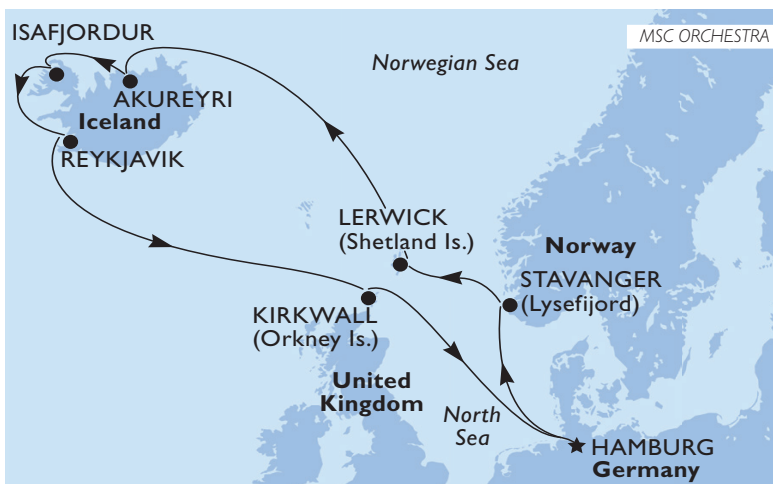 ISAFJORDUR
MSC ORCHESTRA
Norwegian Sea
AKUREYRI
Iceland
REYKJAVIK
LERWICK
(Shetland Is.)
Norway
STAVANGER
(Lysefijord)
KIRKWALL
(Orkney Is.)
United
Kingdom
North
Sea
HAMBURG
Germany